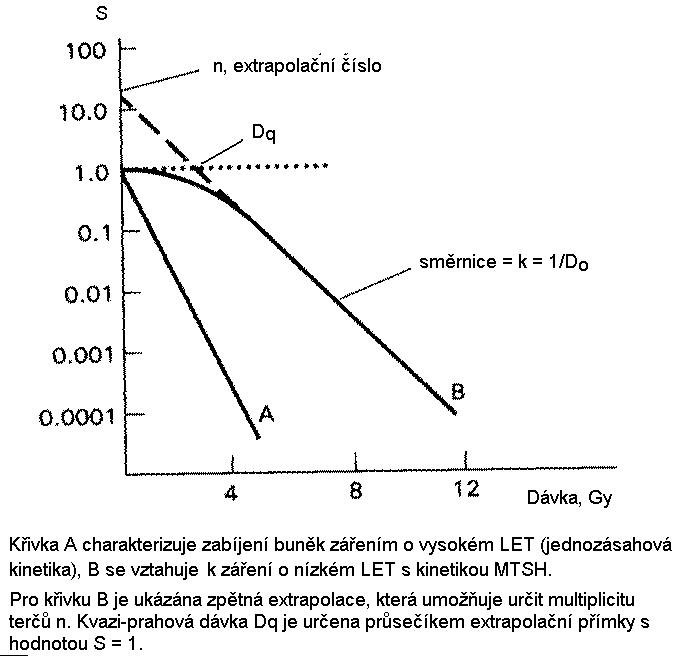 S
100
n, extrapolační číslo
10.0
Dq
1.0
0.1
směrnice = k = 1/Do
0.01
0.001
0.0001
A
B
4
8
12
Dávka, Gy
Křivka A charakterizuje zabíjení buněk zářením o vysokém LET (jednozásahová
kinetika), B se vztahuje k záření o nízkém LET s kinetikou MTSH.
Pro křivku B je ukázána zpětná extrapolace, která umožňuje určit multiplicitu
terčů n. Kvazi-prahová dávka Dq je určena průsečíkem extrapolační přímky s
hodnotou S = 1.